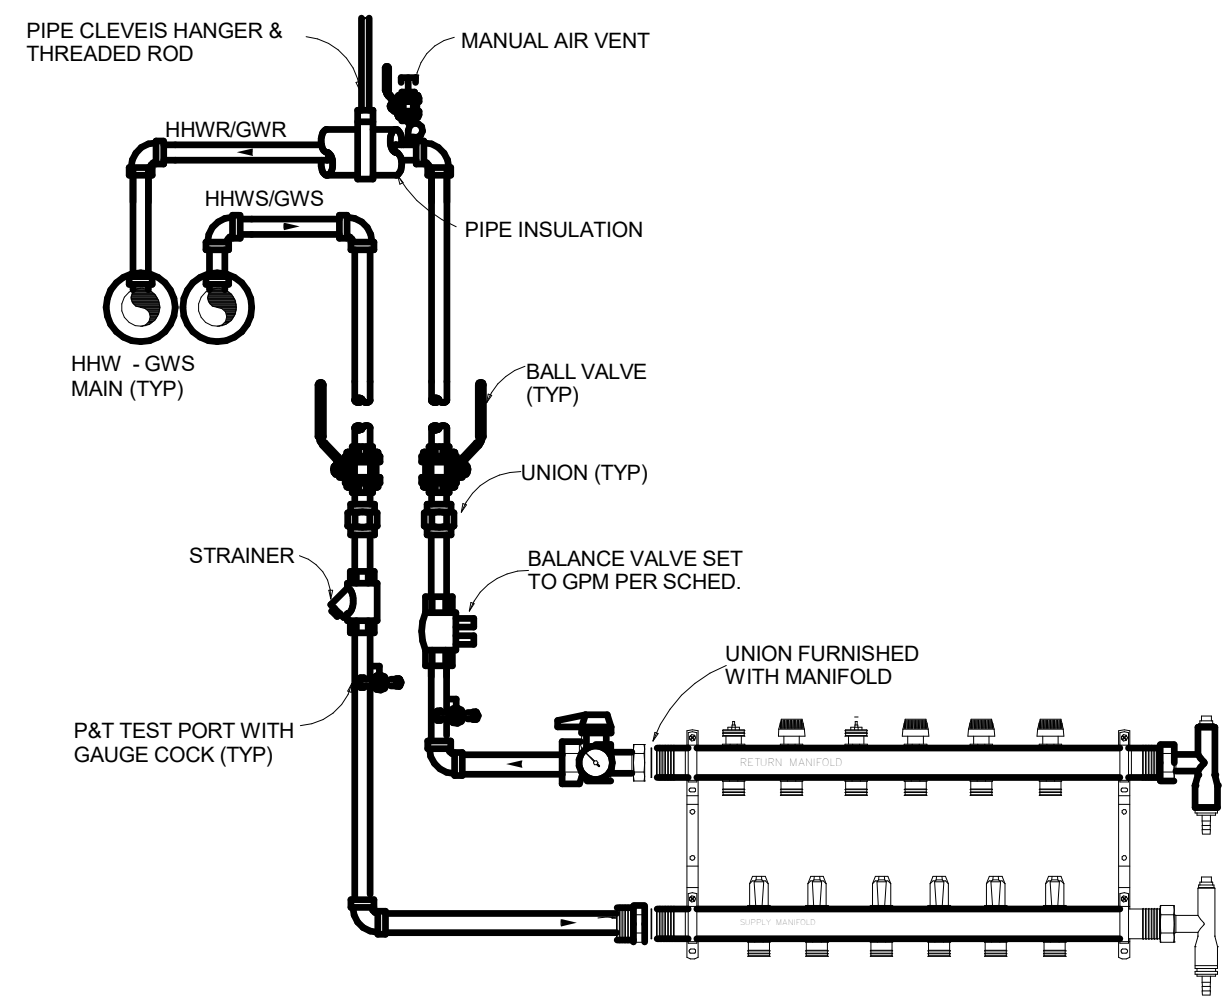 PIPE CLEVEIS HANGER &
THREADED ROD
MANUAL AIR VENT
HHWR/GWR
HHWS/GWS
PIPE INSULATION
HHW - GWS
MAIN (TYP)
BALL VALVE
(TYP)
UNION (TYP)
STRAINER
BALANCE VALVE SET
TO GPM PER SCHED.
UNION FURNISHED
WITH MANIFOLD
P&T TEST PORT WITH
GAUGE COCK (TYP)
RETURN MANIFOLD
SUPPLY MANIFOLD